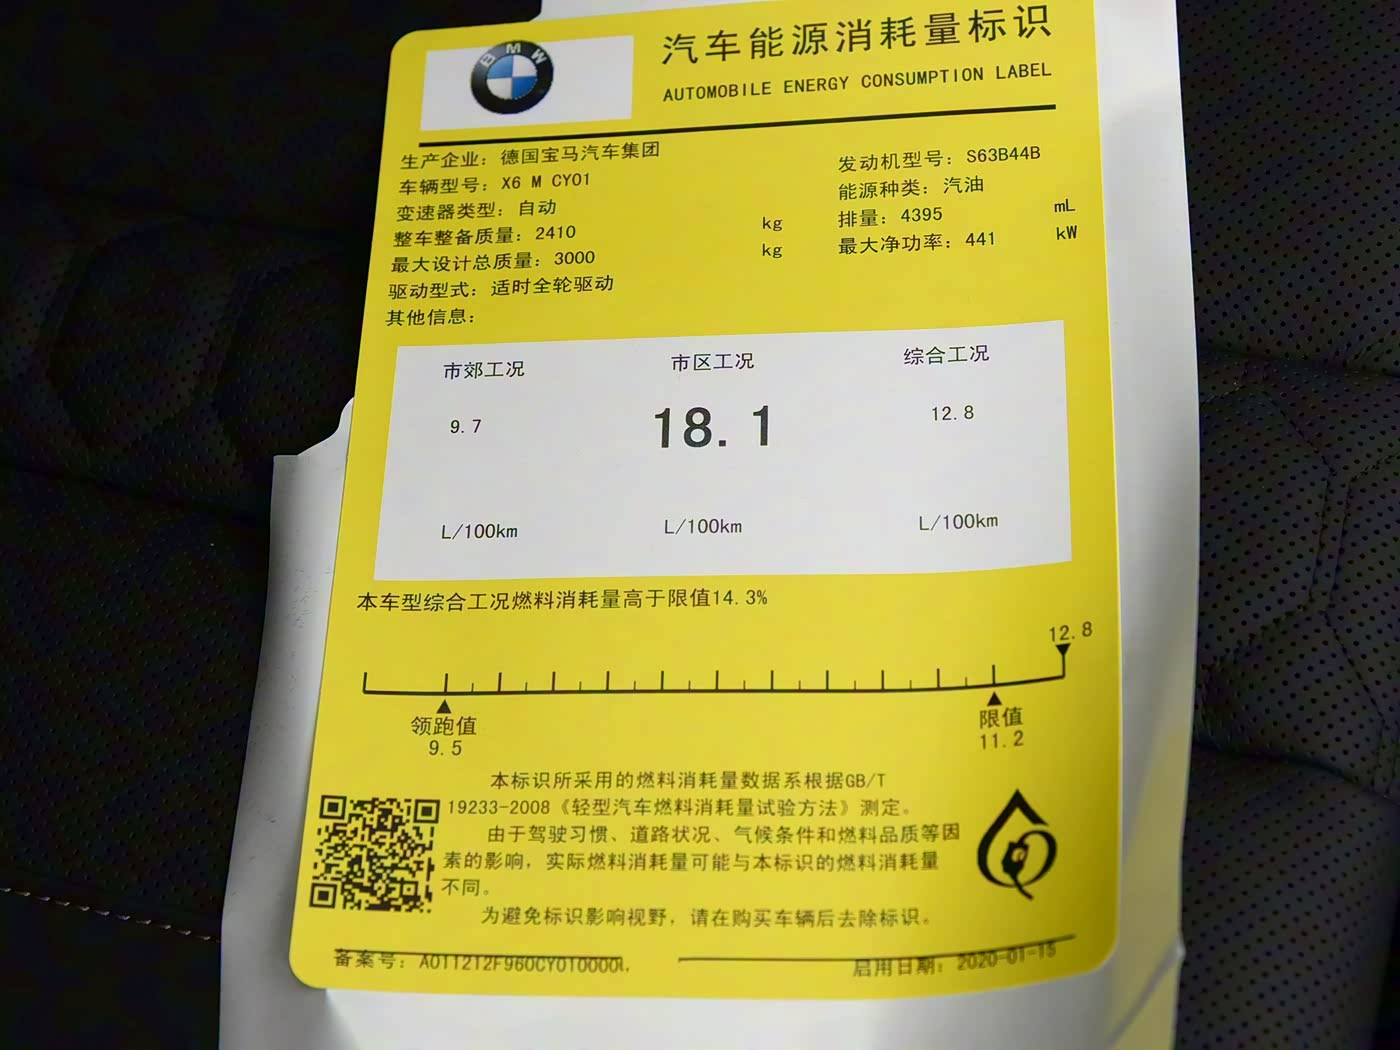 BMW
汽车能源消耗量标识
AUTOMOBILE ENERGY CONSUMPTION LABEL
生产企业：德国宝马汽车集团
车辆型号：X6 M CY01
变速器类型：自动
整车整备质量：2410 kg
最大设计总质量：3000 kg
驱动型式：适时全轮驱动
其他信息：
发动机型号：S63B44B
能源种类：汽油
排量：4395 mL
最大净功率：441 kW
市郊工况 市区工况 综合工况
9.7 18.1 12.8
L/100km L/100km L/100km
本车型综合工况燃料消耗量高于限值14.3%
12.8
领跑值 限值
9.5 11.2
本标识所采用的燃料消耗量数据系根据GB/T
19233-2008《轻型汽车燃料消耗量试验方法》测定。
由于驾驶习惯、道路状况、气候条件和燃料品质等因
素的影响，实际燃料消耗量可能与本标识的燃料消耗量
不同。
为避免标识影响视野，请在购买车辆后去除标识。
备案号： 启用日期：2020-01-15